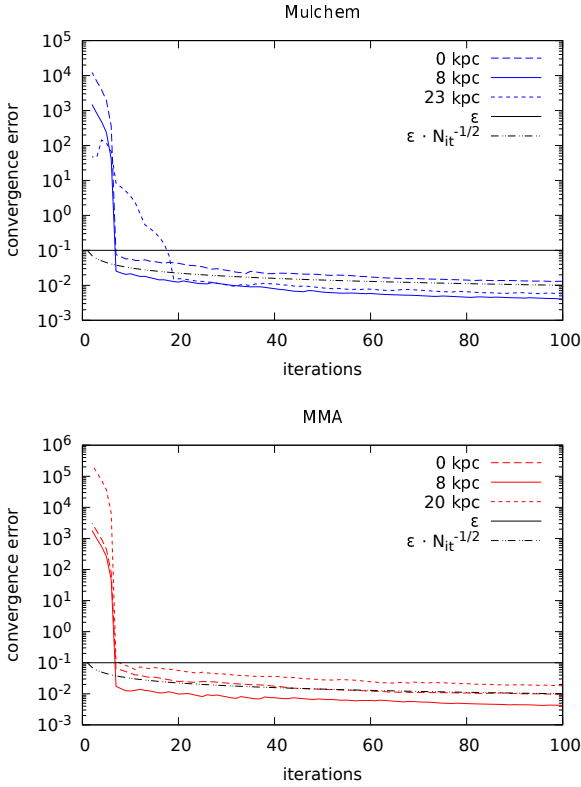 Mulchem
10^5
10^4
10^3
10^2
10^1
10^0
10^-1
10^-2
10^-3
convergence error
0 kpc
8 kpc
23 kpc
ε
ε · N_it^-1/2
0 20 40 60 80 100
iterations
MMA
10^6
10^5
10^4
10^3
10^2
10^1
10^0
10^-1
10^-2
10^-3
convergence error
0 kpc
8 kpc
20 kpc
ε
ε · N_it^-1/2
0 20 40 60 80 100
iterations